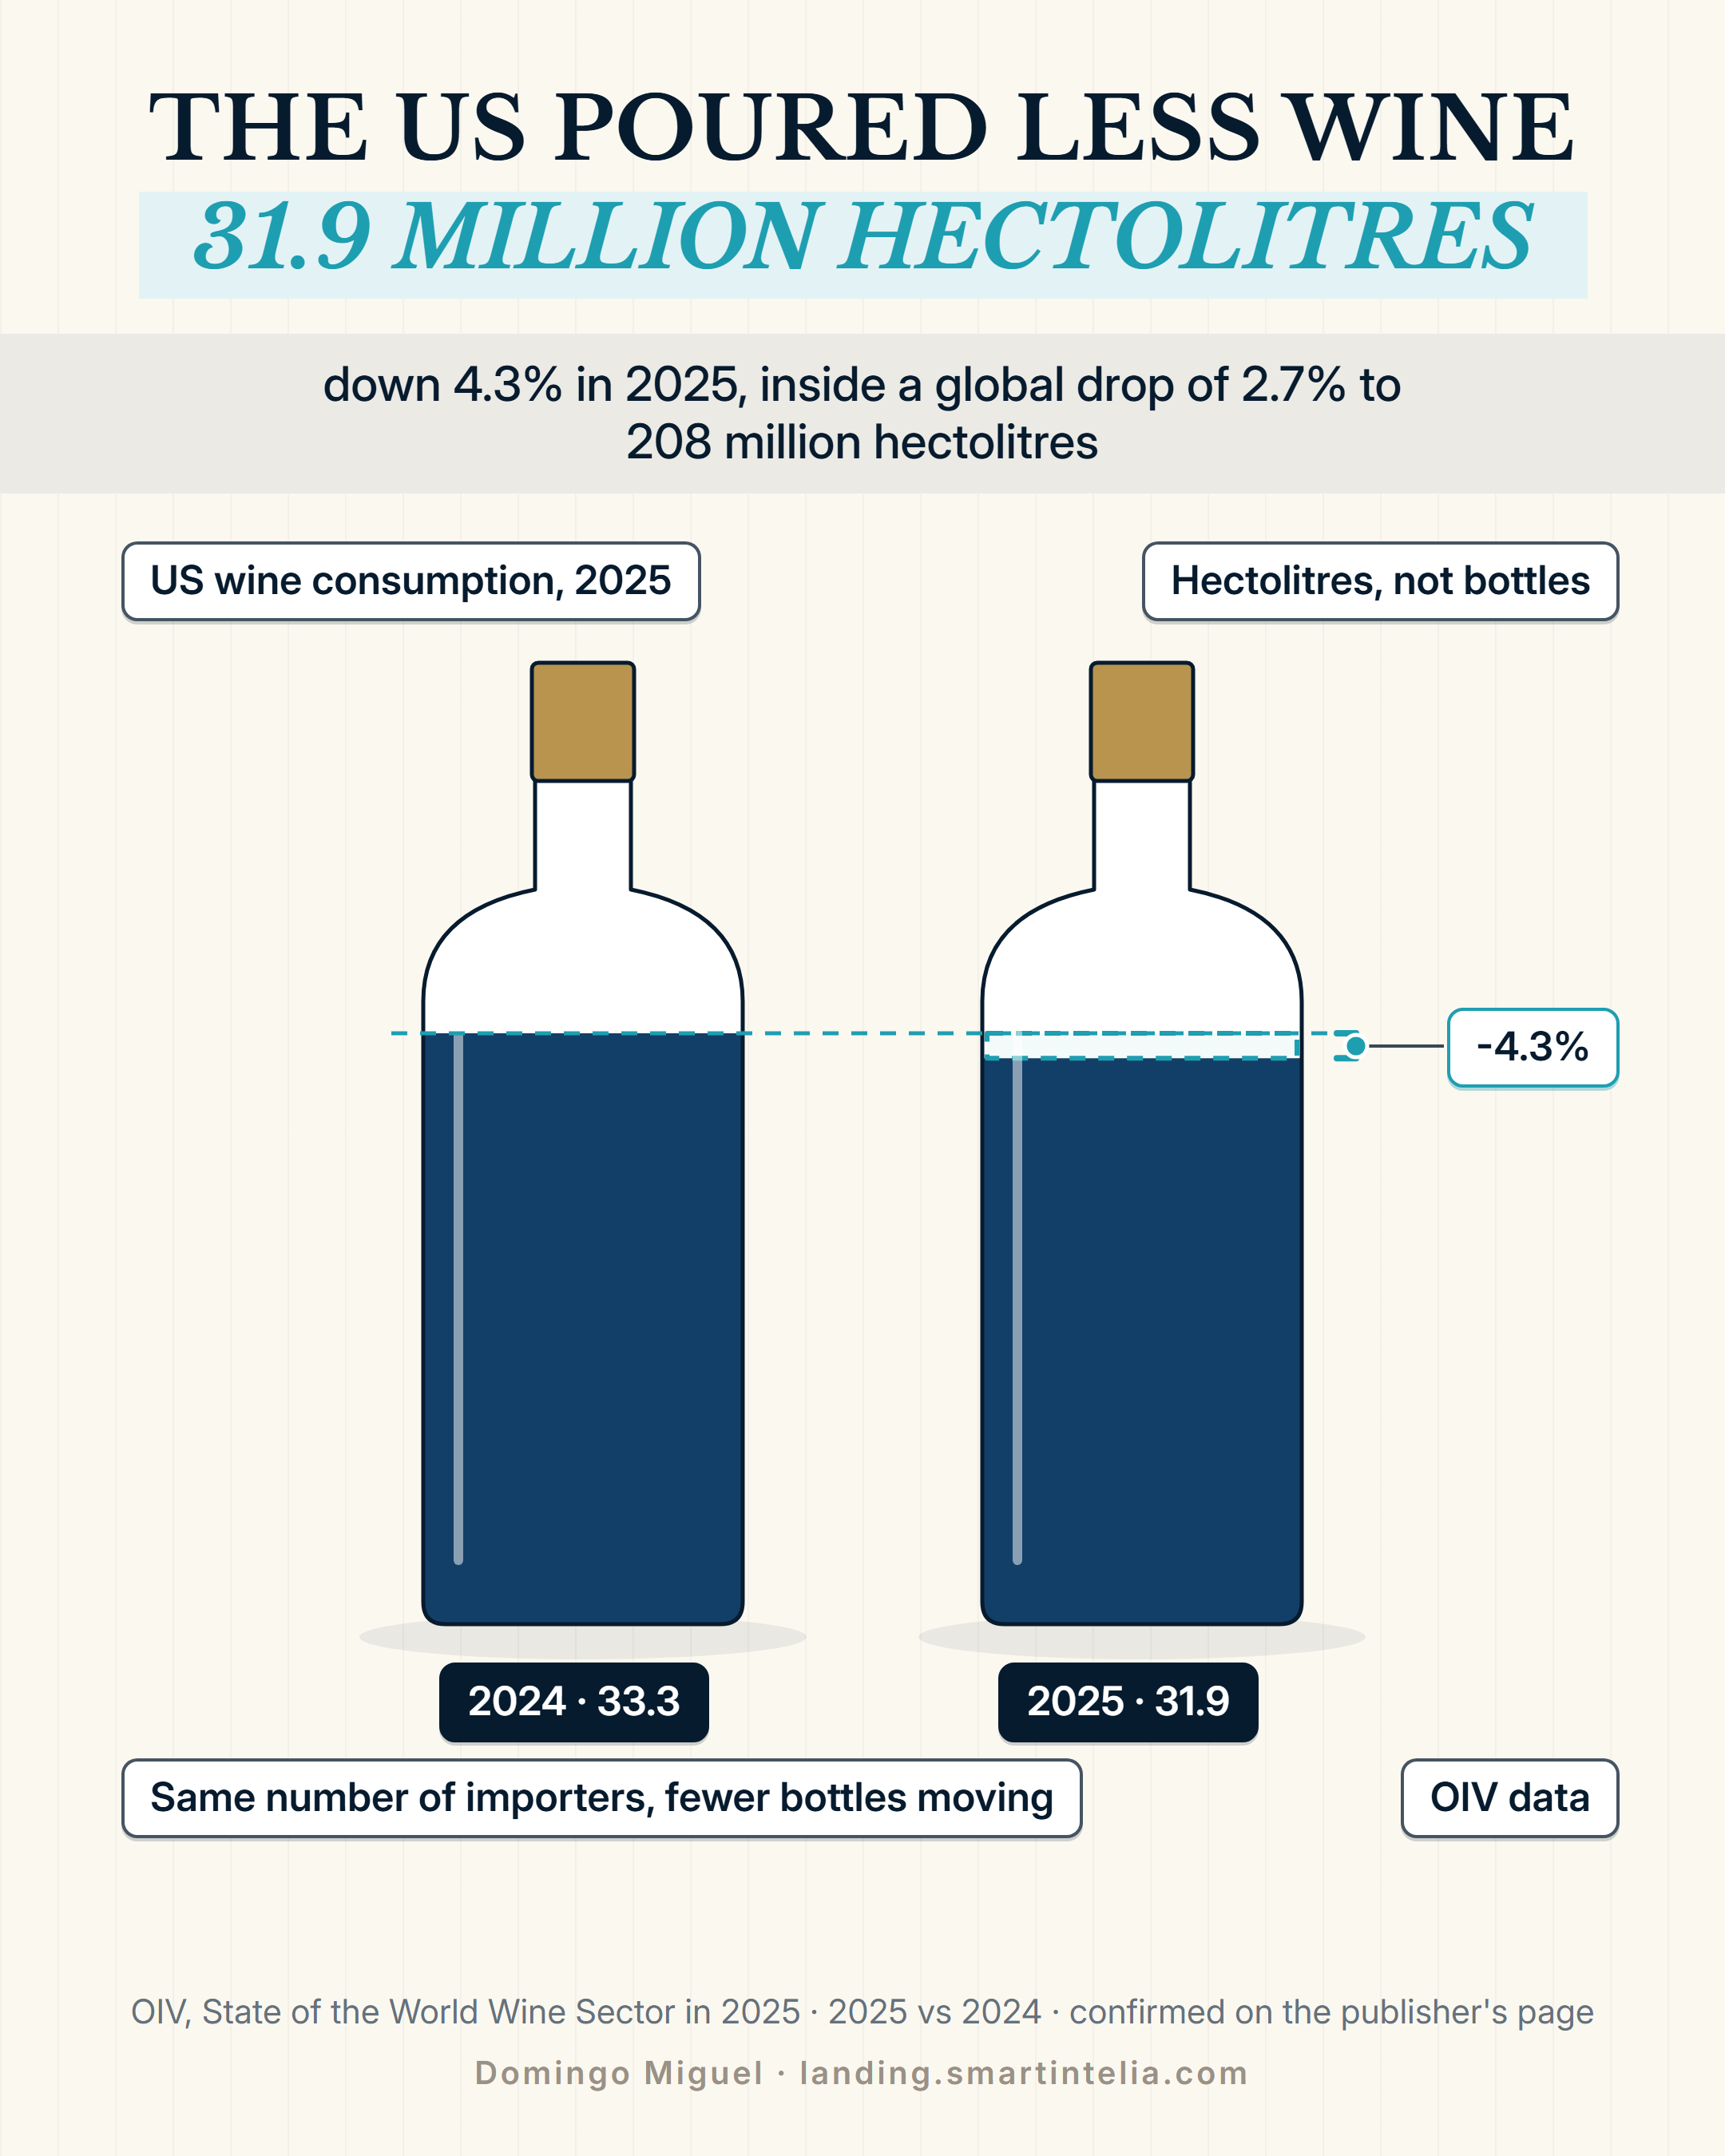 THE US POURED LESS WINE
31.9 MILLION HECTOLITRES
down 4.3% in 2025, inside a global drop of 2.7% to
208 million hectolitres
US wine consumption, 2025
Hectolitres, not bottles
-4.3%
2024 · 33.3
2025 · 31.9
Same number of importers, fewer bottles moving
OIV data
OIV, State of the World Wine Sector in 2025 · 2025 vs 2024 · confirmed on the publisher's page
Domingo Miguel · landing.smartintelia.com